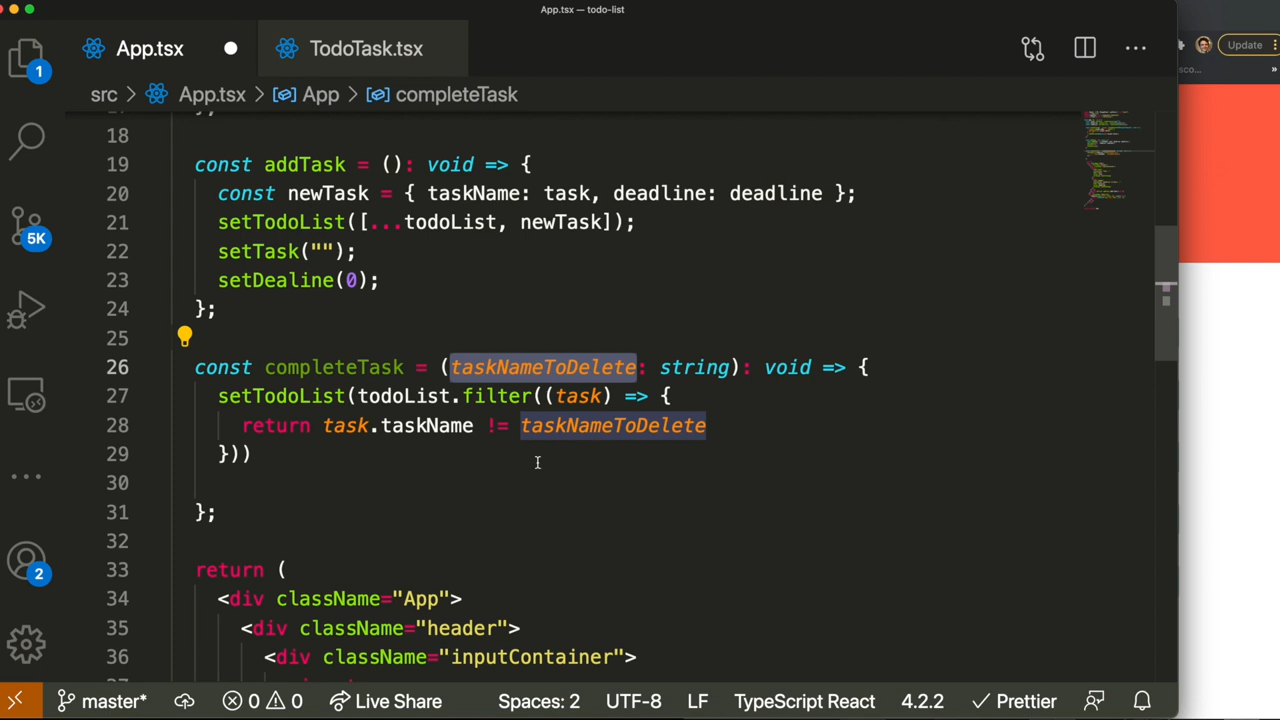 App.tsx — todo-list
App.tsx
TodoTask.tsx
Update
src > App.tsx > App > completeTask
sco...
»
1
18
19 const addTask = (): void => {
20 const newTask = { taskName: task, deadline: deadline };
21 setTodoList([...todoList, newTask]);
22 setTask("");
23 setDealine(0);
24 };
25
26 const completeTask = (taskNameToDelete: string): void => {
27 setTodoList(todoList.filter((task) => {
28 return task.taskName != taskNameToDelete
29 }))
30
31 };
32
33 return (
34 <div className="App">
35 <div className="header">
36 <div className="inputContainer">
5K
2
master*
0
0
Live Share
Spaces: 2
UTF-8
LF
TypeScript React
4.2.2
Prettier